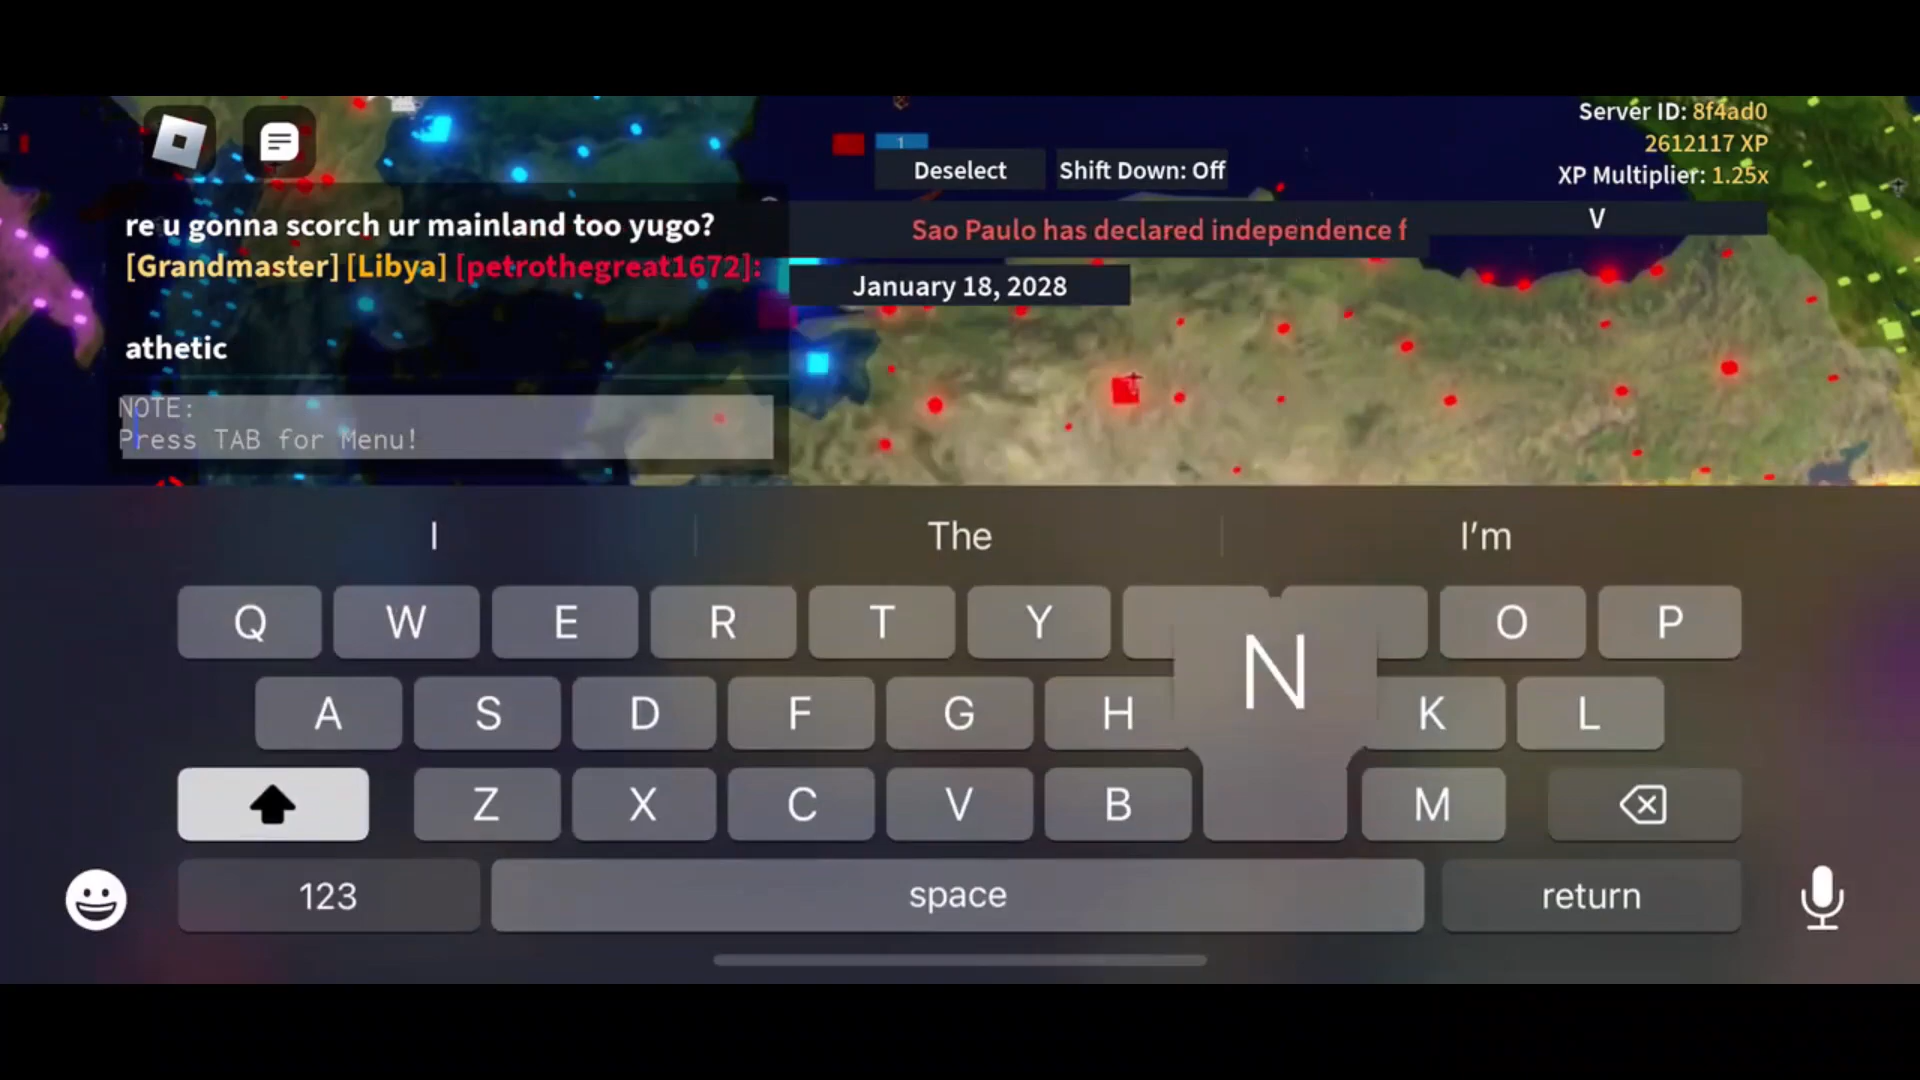 Server ID: 8f4ad0
2612117 XP
XP Multiplier: 1.25x
1
Deselect
Shift Down: Off
V
re u gonna scorch ur mainland too yugo?
Sao Paulo has declared independence f
[Grandmaster] [Libya] [petrothegreat1672]:
January 18, 2028
athetic
NOTE:
Press TAB for Menu!
I
The
I'm
Q W E R T Y O P
A S D F G H K L
N
Z X C V B M
123
space
return